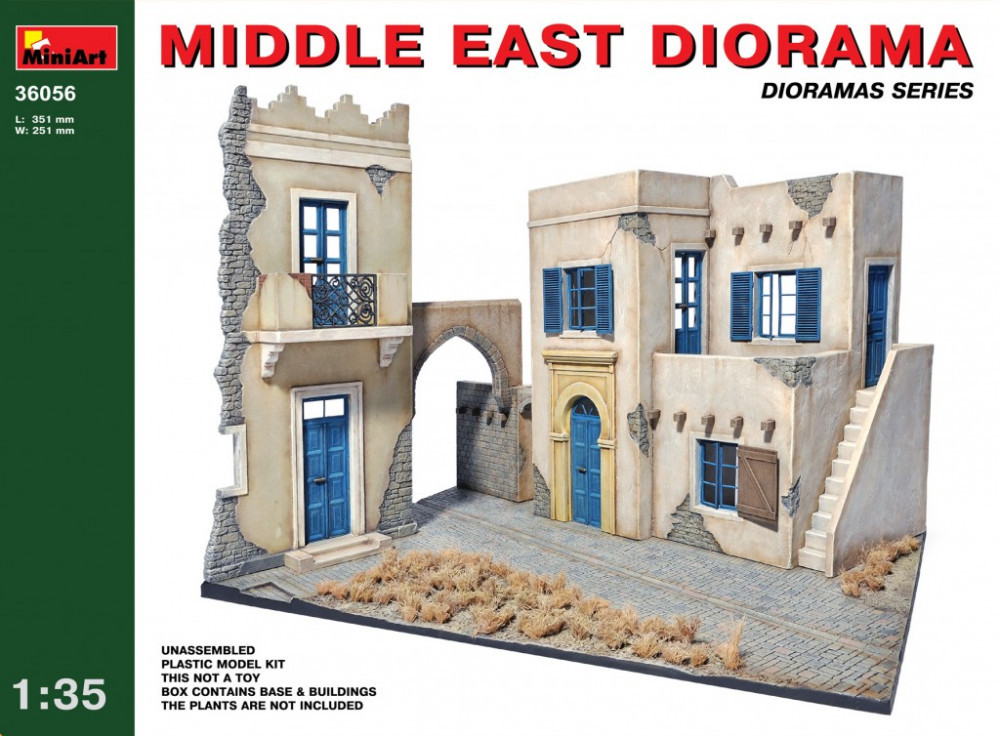 MiniArt
MIDDLE EAST DIORAMA
DIORAMAS SERIES
36056
L: 351 mm
W: 251 mm
UNASSEMBLED
PLASTIC MODEL KIT
THIS NOT A TOY
BOX CONTAINS BASE & BUILDINGS
THE PLANTS ARE NOT INCLUDED
1:35